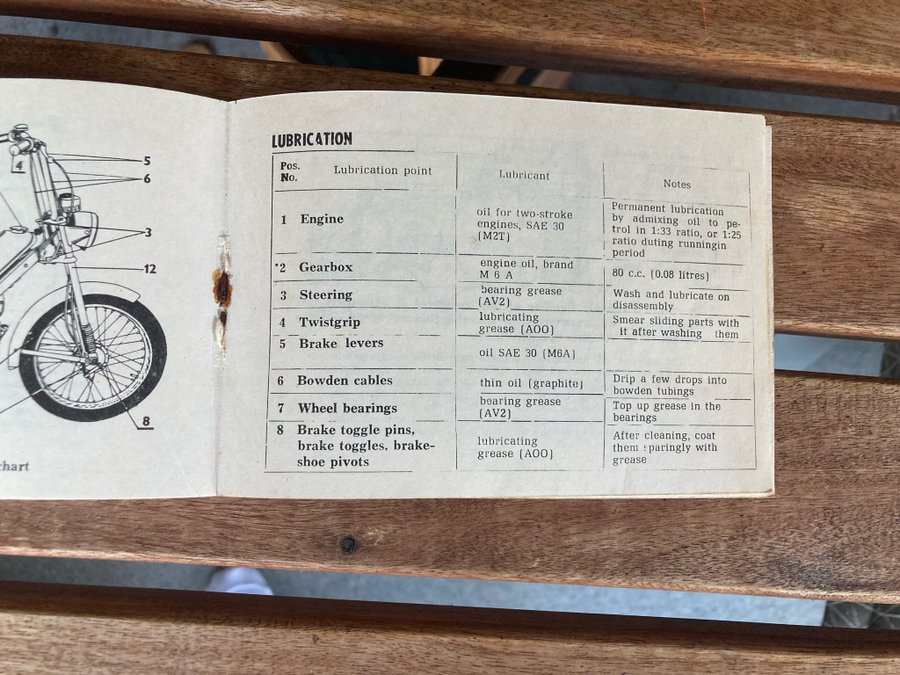 4
5
6
3
12
8
chart
LUBRICATION
Pos. No. Lubrication point Lubricant Notes
1 Engine oil for two-stroke engines, SAE 30 (M2T) Permanent lubrication by admixing oil to pe-trol in 1:33 ratio, or 1:25 ratio duting runningin period
*2 Gearbox engine oil, brand M 6 A 80 c.c. (0.08 litres)
3 Steering bearing grease (AV2) Wash and lubricate on disassembly
4 Twistgrip lubricating grease (AOO) Smear sliding parts with it after washing them
5 Brake levers oil SAE 30 (M6A)
6 Bowden cables thin oil (graphite) Drip a few drops into bowden tubings
7 Wheel bearings bearing grease (AV2) Top up grease in the bearings
8 Brake toggle pins, brake toggles, brake-shoe pivots lubricating grease (AOO) After cleaning, coat them sparingly with grease